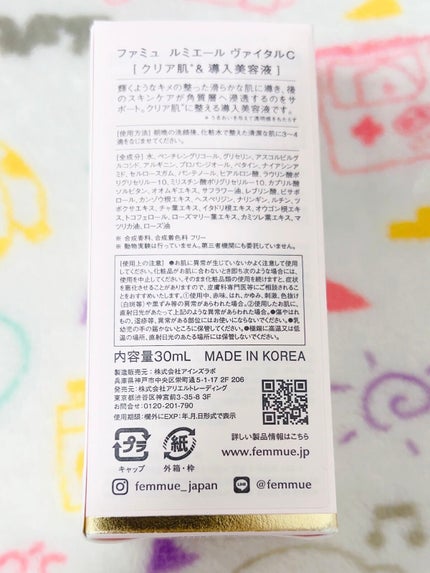 ファミュ ルミエール ヴァイタルC
[ クリア肌*& 導入美容液 ]
輝くようなキメの整った滑らかな肌に導き、後
のスキンケアが角質層へ浸透するのをサ
ポート。クリア肌*に整える導入美容液です。
* うるおいを与えて透明感をもたらす
[使用方法] 朝晩の洗顔後、化粧水で整えた清潔な肌に3〜4
滴をなじませてください。
[全成分] 水、ペンチレングリコール、グリセリン、アスコルビルグ
ルコシド、アルギニン、プロパンジオール、ベタイン、ナイアシンアミ
ド、セルロースガム、パンテノール、ヒアルロン酸、ラウリン酸ポ
リグリセリル-10、ミリスチン酸ポリグリセリル-10、カプリル酸
ソルビタン、オオムギエキス、サフラワー油、レブリン酸、ビサボ
ロール、カンゾウ根エキス、ヘスペリジン、ナリンギン、ルチン、ツ
ボクサエキス、チャ葉エキス、イタドリ根エキス、オウゴン根エキ
ス、トコフェロール、ローズマリー葉エキス、カミツレ葉エキス、マ
ツリカ油、ローズ油
※ 合成香料、合成着色料 フリー
※ 動物実験は行っていません。第三者機関にも委託していません。
[使用上の注意] ●お肌に異常が生じていないかよく注意して使用
してください。化粧品がお肌に合わないとき即ち次のような場合には、
使用を中止してください。そのまま化粧品類の使用を続けますと、症状
を悪化させることがありますので、皮膚科専門医等にご相談されるこ
とをおすすめいたします。①使用中、赤味、はれ、かゆみ、刺激、色抜け
(白斑等)や黒ずみ等の異常があらわれた場合。②使用したお肌に、
直射日光があたって上記のような異常があらわれた場合。●傷やはれ
もの、湿疹等、異常のある部位にはお使いにならないでください。●乳
幼児の手の届かないところに保管してください。●極端に高温又は低
温の場所、直射日光のあたる場所には保管しないでください。
内容量30mL MADE IN KOREA
製造販売元：株式会社アインズラボ
兵庫県神戸市中央区栄町通5-1-17 2F 206
発売元：株式会社アリエルトレーディング
東京都渋谷区神宮前3-35-8 3F
お問合せ：0120-201-790
使用期限：欄外にEXP：年、月、日形式で表示
プラ
キャップ
紙
外箱・枠
詳しい製品情報はこちら
www.femmue.jp
femmue_japan
LINE
@femmue